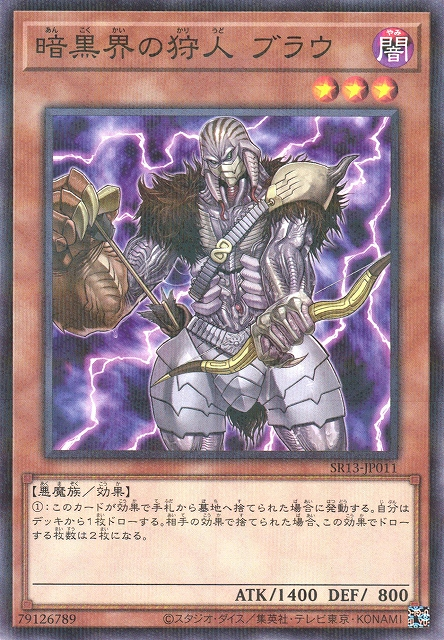 暗黒界の狩人 ブラウ
闇
SR13-JP011
【悪魔族/効果】
①:このカードが効果で手札から墓地へ捨てられた場合に発動する。自分は
デッキから1枚ドローする。相手の効果で捨てられた場合、この効果でドロー
する枚数は2枚になる。
ATK/1400 DEF/ 800
79126789
©スタジオ・ダイス/集英社・テレビ東京・KONAMI